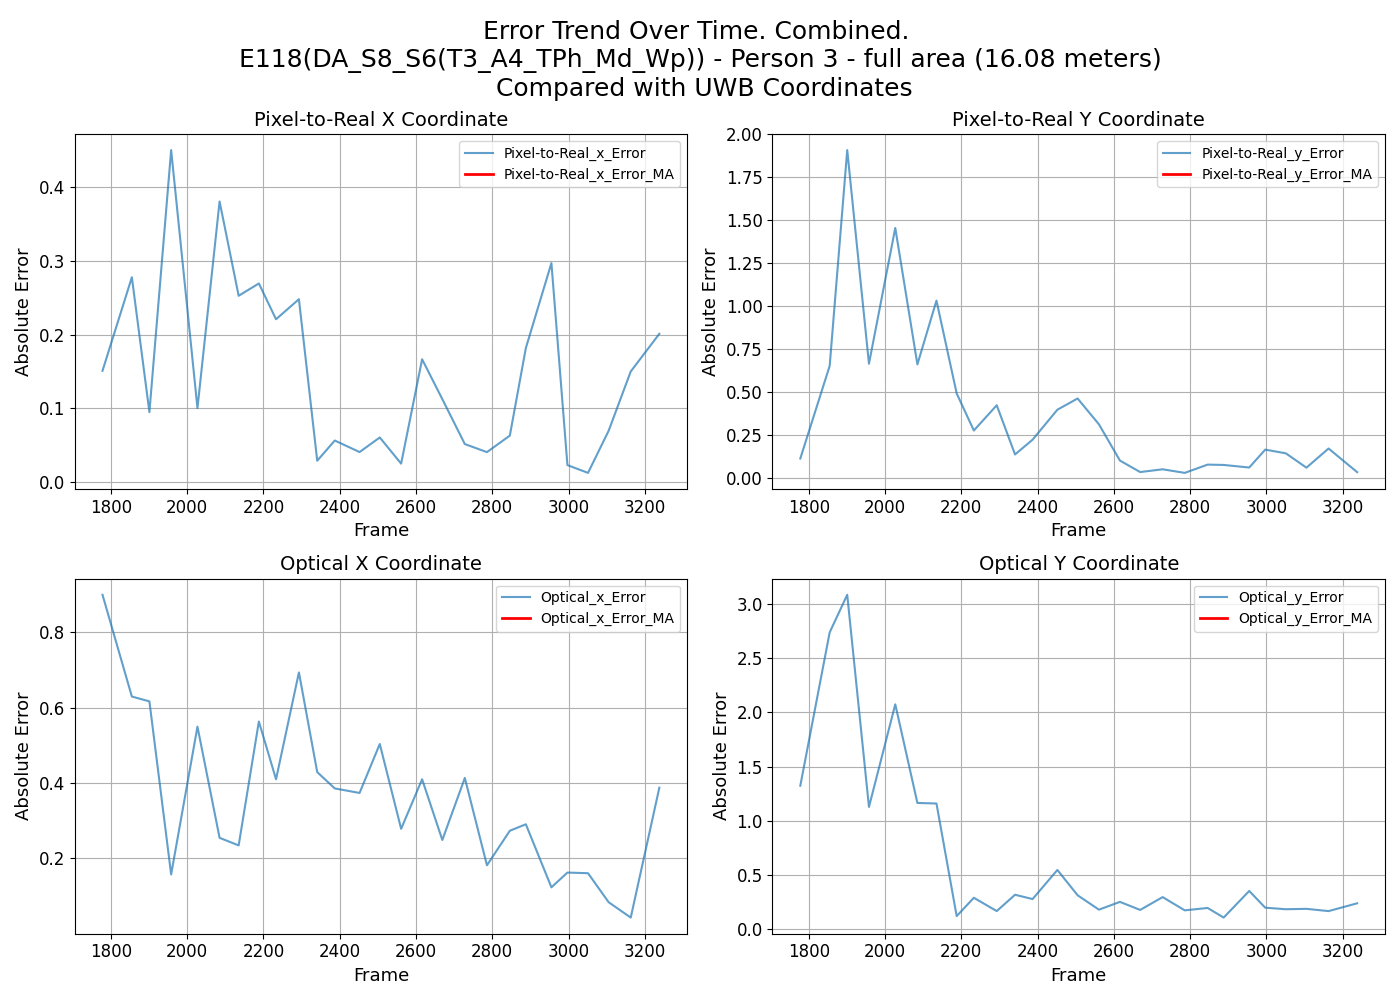 Error Trend Over Time. Combined.
E118(DA_S8_S6(T3_A4_TPh_Md_Wp)) - Person 3 - full area (16.08 meters)
Compared with UWB Coordinates
Pixel-to-Real X Coordinate
Pixel-to-Real_x_Error
Pixel-to-Real_x_Error_MA
Absolute Error
0.4
0.3
0.2
0.1
0.0
1800 2000 2200 2400 2600 2800 3000 3200
Frame
Pixel-to-Real Y Coordinate
Pixel-to-Real_y_Error
Pixel-to-Real_y_Error_MA
Absolute Error
2.00
1.75
1.50
1.25
1.00
0.75
0.50
0.25
0.00
1800 2000 2200 2400 2600 2800 3000 3200
Frame
Optical X Coordinate
Optical_x_Error
Optical_x_Error_MA
Absolute Error
0.8
0.6
0.4
0.2
1800 2000 2200 2400 2600 2800 3000 3200
Frame
Optical Y Coordinate
Optical_y_Error
Optical_y_Error_MA
Absolute Error
3.0
2.5
2.0
1.5
1.0
0.5
0.0
1800 2000 2200 2400 2600 2800 3000 3200
Frame